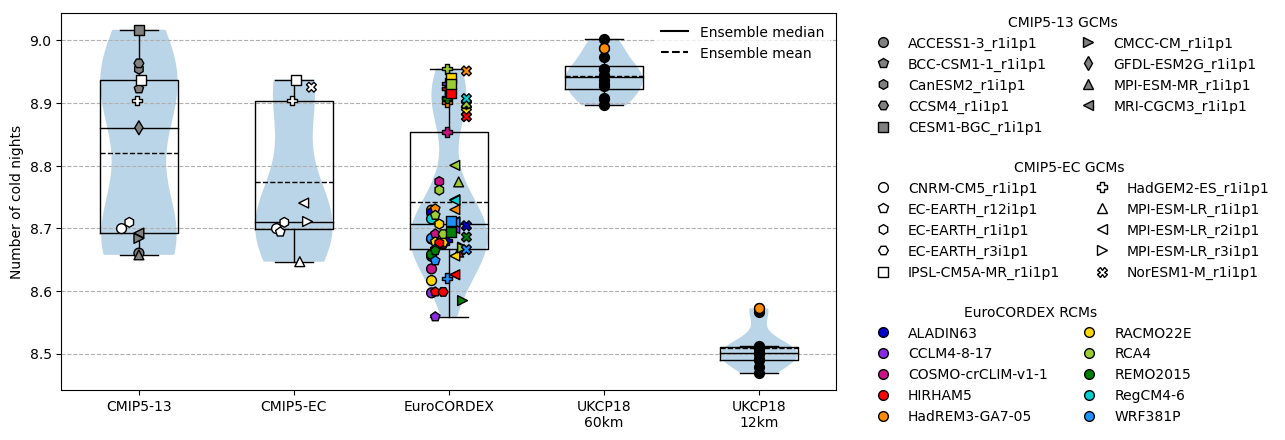 Number of cold nights
9.0
8.9
8.8
8.7
8.6
8.5
Ensemble median
Ensemble mean
CMIP5-13
CMIP5-EC
EuroCORDEX
UKCP18
60km
UKCP18
12km
CMIP5-13 GCMs
ACCESS1-3_r1i1p1
BCC-CSM1-1_r1i1p1
CanESM2_r1i1p1
CCSM4_r1i1p1
CESM1-BGC_r1i1p1
CMCC-CM_r1i1p1
GFDL-ESM2G_r1i1p1
MPI-ESM-MR_r1i1p1
MRI-CGCM3_r1i1p1
CMIP5-EC GCMs
CNRM-CM5_r1i1p1
EC-EARTH_r12i1p1
EC-EARTH_r1i1p1
EC-EARTH_r3i1p1
IPSL-CM5A-MR_r1i1p1
HadGEM2-ES_r1i1p1
MPI-ESM-LR_r1i1p1
MPI-ESM-LR_r2i1p1
MPI-ESM-LR_r3i1p1
NorESM1-M_r1i1p1
EuroCORDEX RCMs
ALADIN63
CCLM4-8-17
COSMO-crCLIM-v1-1
HIRHAM5
HadREM3-GA7-05
RACMO22E
RCA4
REMO2015
RegCM4-6
WRF381P